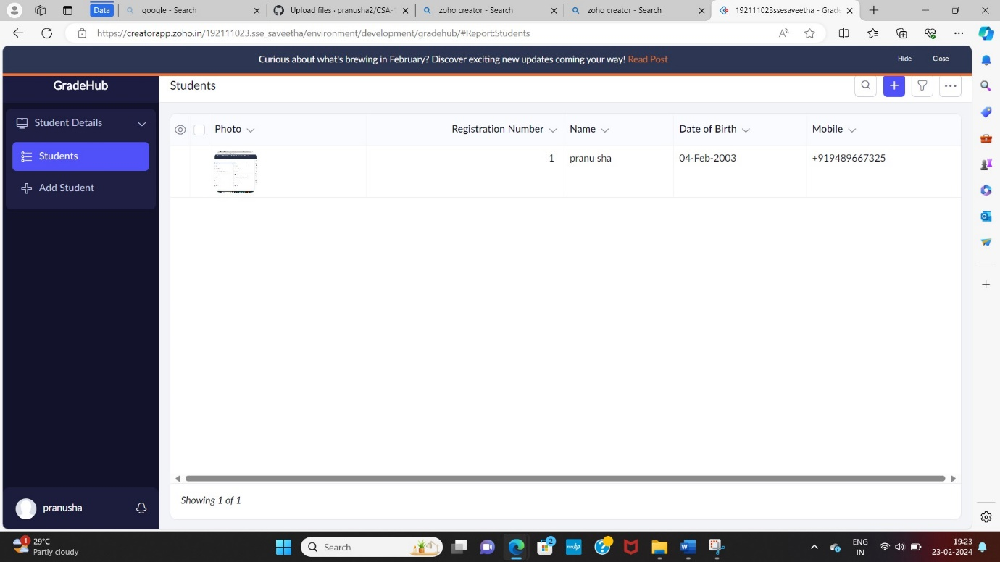 Data
google - Search
Upload files · pranusha2/CSA-1
zoho creator - Search
zoho creator - Search
192111023ssesaveetha - Grade
https://creatorapp.zoho.in/192111023.sse_saveetha/environment/development/gradehub/#Report:Students
Curious about what's brewing in February? Discover exciting new updates coming your way! Read Post
Hide
Close
GradeHub
Students
Student Details
Students
Add Student
Photo
Registration Number
Name
Date of Birth
Mobile
1
pranu sha
04-Feb-2003
+919489667325
Showing 1 of 1
pranusha
1
29°C
Partly cloudy
Search
2
ENG
IN
19:23
23-02-2024